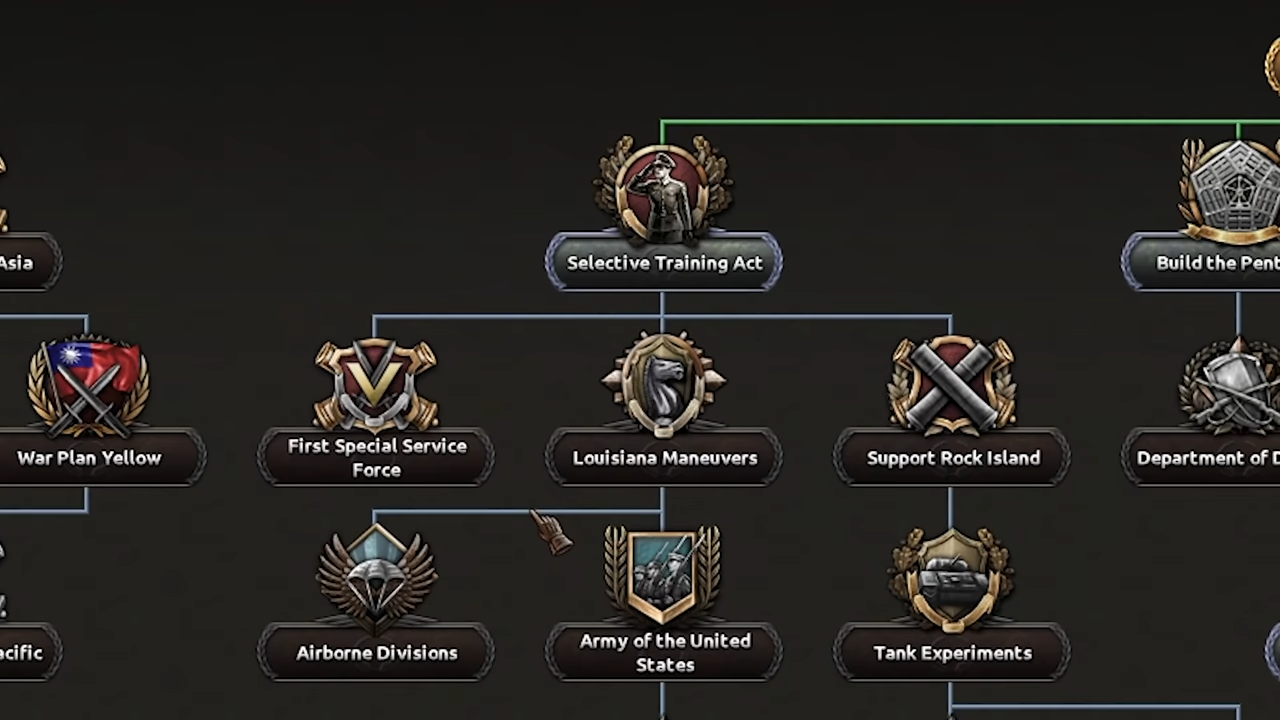 Asia
Selective Training Act
Build the Pent
War Plan Yellow
First Special Service
Force
Louisiana Maneuvers
Support Rock Island
Department of D
acific
Airborne Divisions
Army of the United
States
Tank Experiments